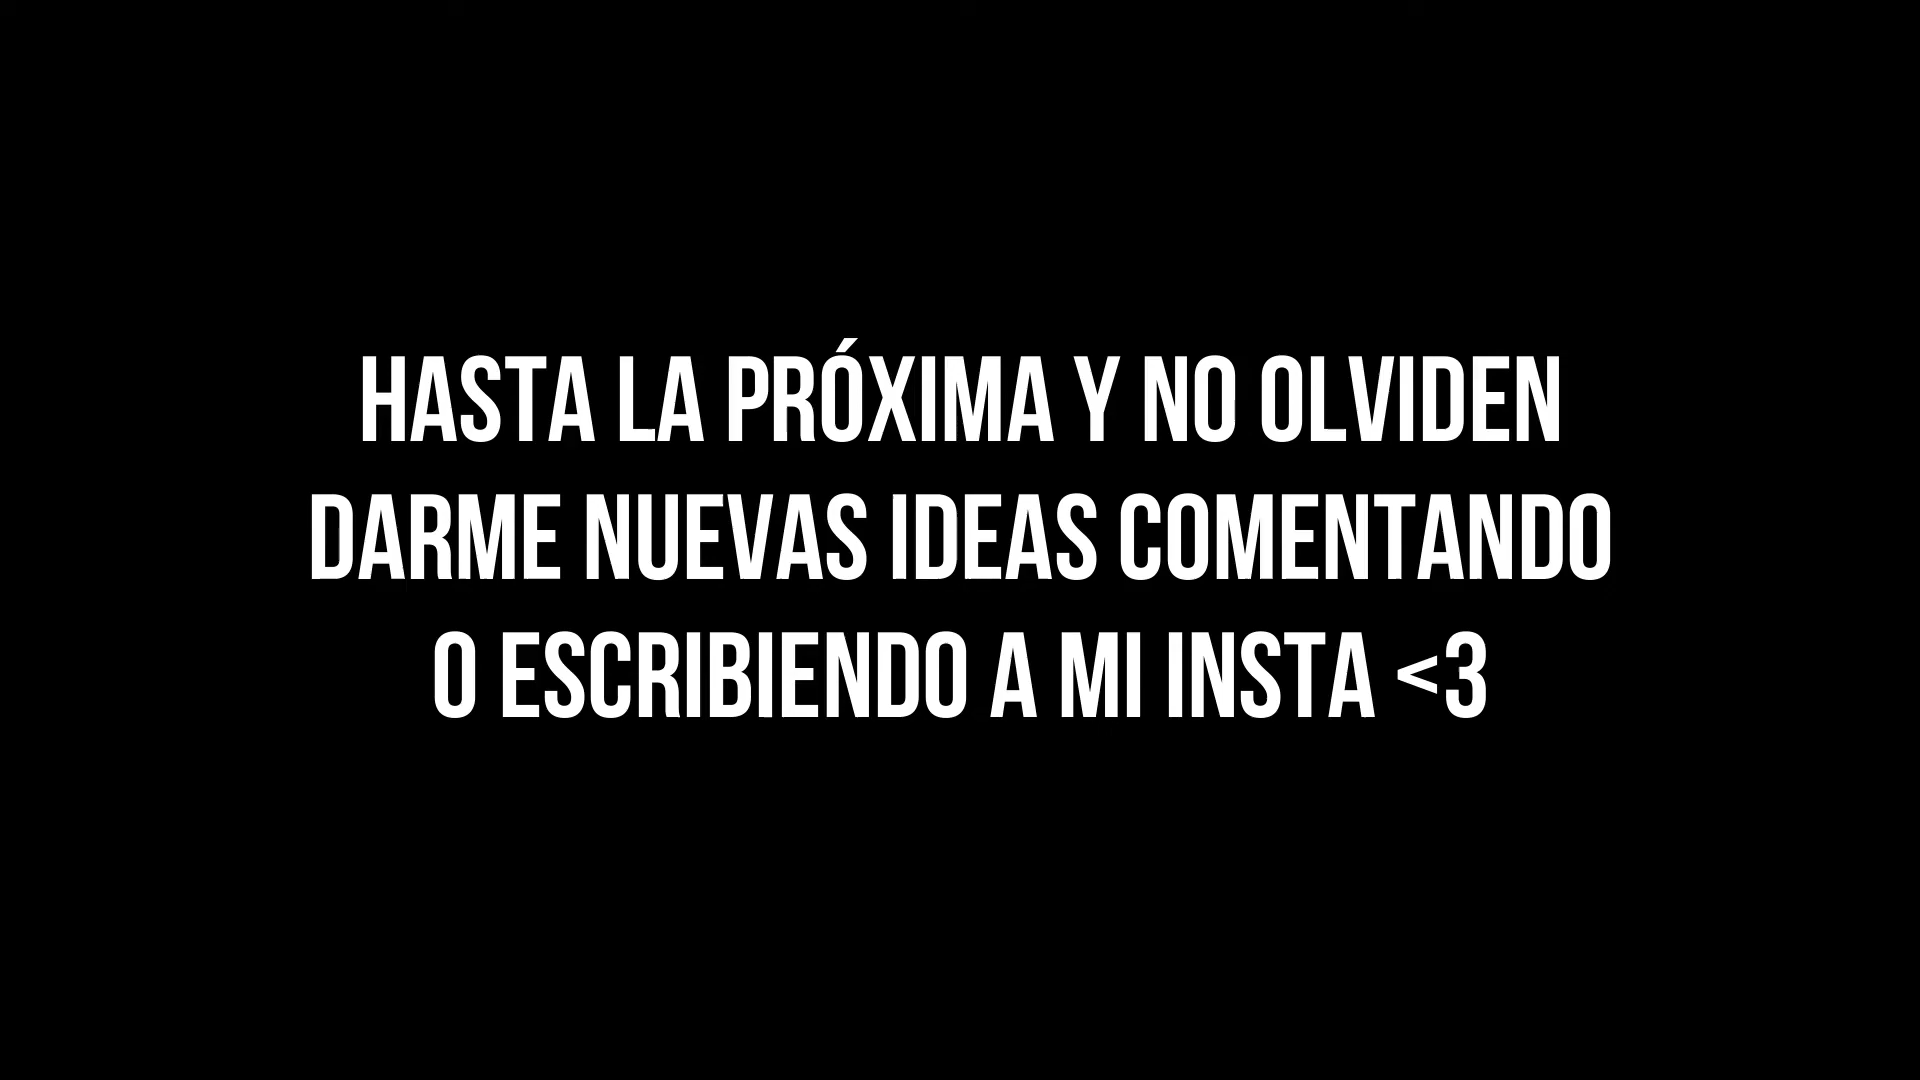 HASTA LA PRÓXIMA Y NO OLVIDEN
DARME NUEVAS IDEAS COMENTANDO
O ESCRIBIENDO A MI INSTA <3